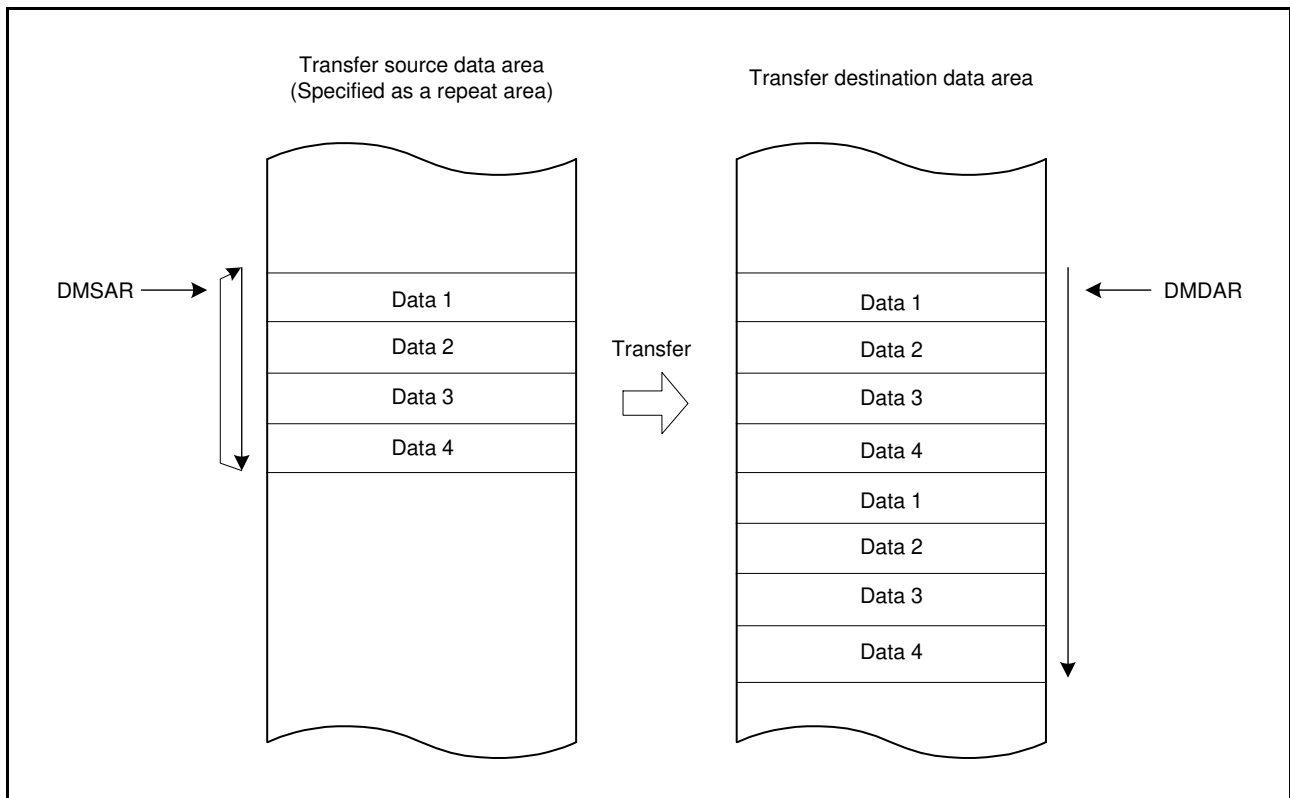 Transfer source data area
(Specified as a repeat area)
Transfer destination data area
DMSAR
Data 1
Data 2
Data 3
Data 4
Transfer
Data 1
Data 2
Data 3
Data 4
Data 1
Data 2
Data 3
Data 4
DMDAR